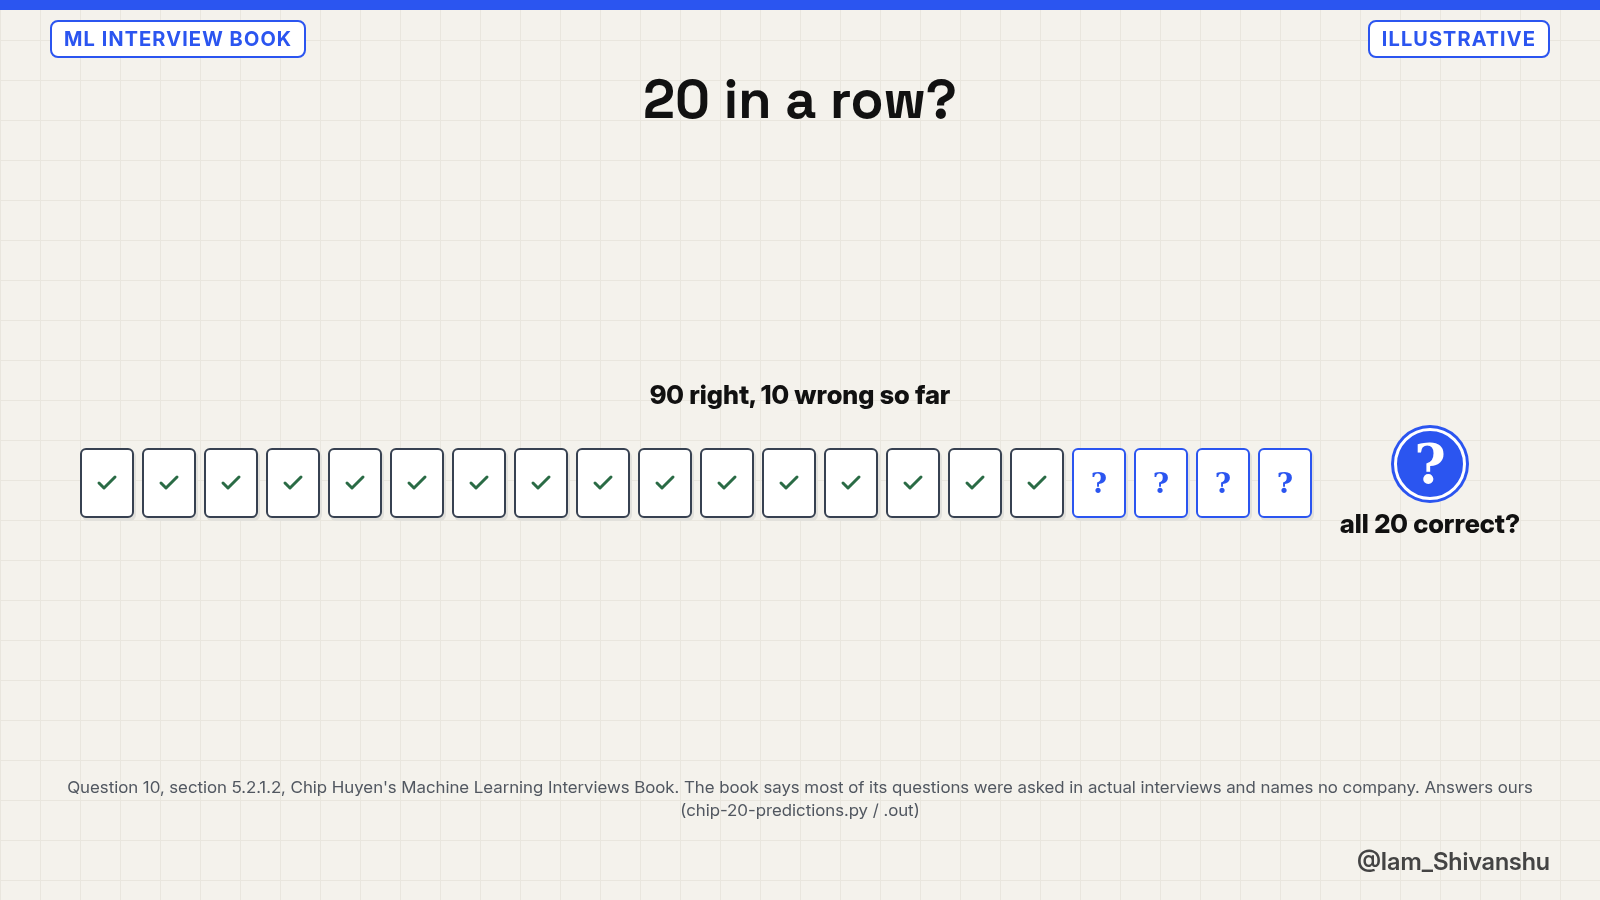 ML INTERVIEW BOOK
ILLUSTRATIVE
20 in a row?
90 right, 10 wrong so far
? ? ? ?
?
all 20 correct?
Question 10, section 5.2.1.2, Chip Huyen's Machine Learning Interviews Book. The book says most of its questions were asked in actual interviews and names no company. Answers ours
(chip-20-predictions.py / .out)
@Iam_Shivanshu